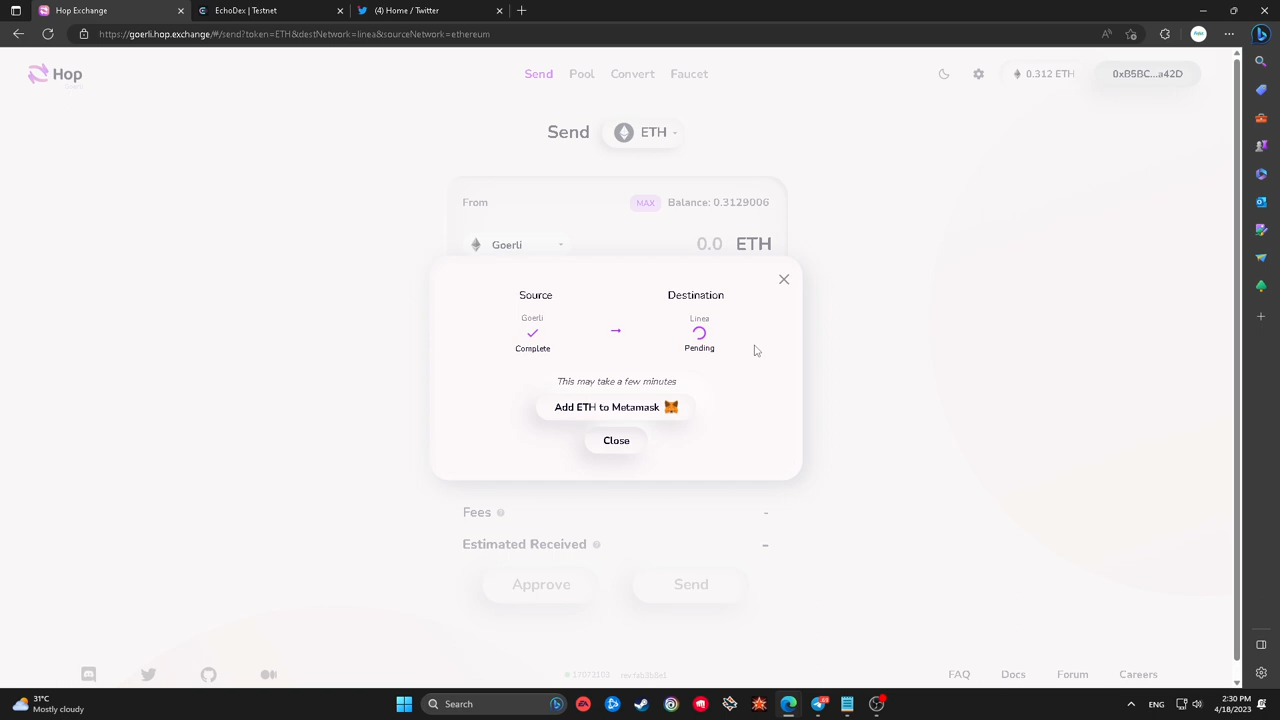 Hop Exchange
EchoDex | Testnet
(4) Home / Twitter
https://goerli.hop.exchange/#/send?token=ETH&destNetwork=linea&sourceNetwork=ethereum
Hop
Goerli
Send
Pool
Convert
Faucet
0.312 ETH
0xB5BC...a42D
Send
ETH
From
MAX
Balance: 0.3129006
Goerli
0.0
ETH
Source
Destination
Goerli
Linea
Complete
Pending
This may take a few minutes
Add ETH to Metamask
Close
Fees
-
Estimated Received
-
Approve
Send
17073103
FAQ
Docs
Forum
Careers
31°C
Mostly cloudy
Search
ENG
2:30 PM
4/18/2023